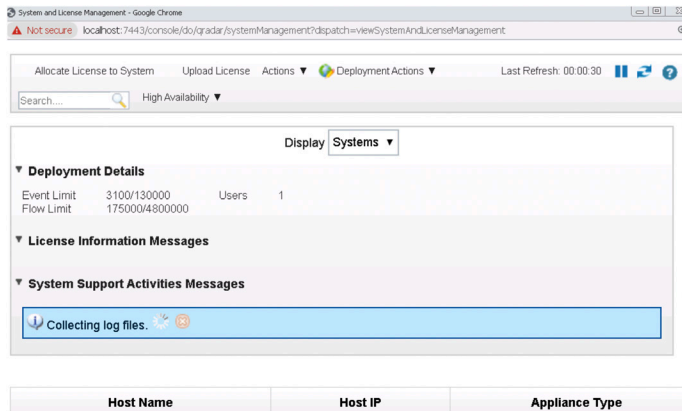 System and License Management - Google Chrome
Not secure localhost:7443/console/do/qradar/systemManagement?dispatch=viewSystemAndLicenseManagement
Allocate License to System Upload License Actions ▼ Deployment Actions ▼ Last Refresh: 00:00:30
Search.... High Availability ▼
Display Systems ▼
▼ Deployment Details
Event Limit 3100/130000 Users 1
Flow Limit 175000/4800000
▼ License Information Messages
▼ System Support Activities Messages
Collecting log files.
Host Name Host IP Appliance Type